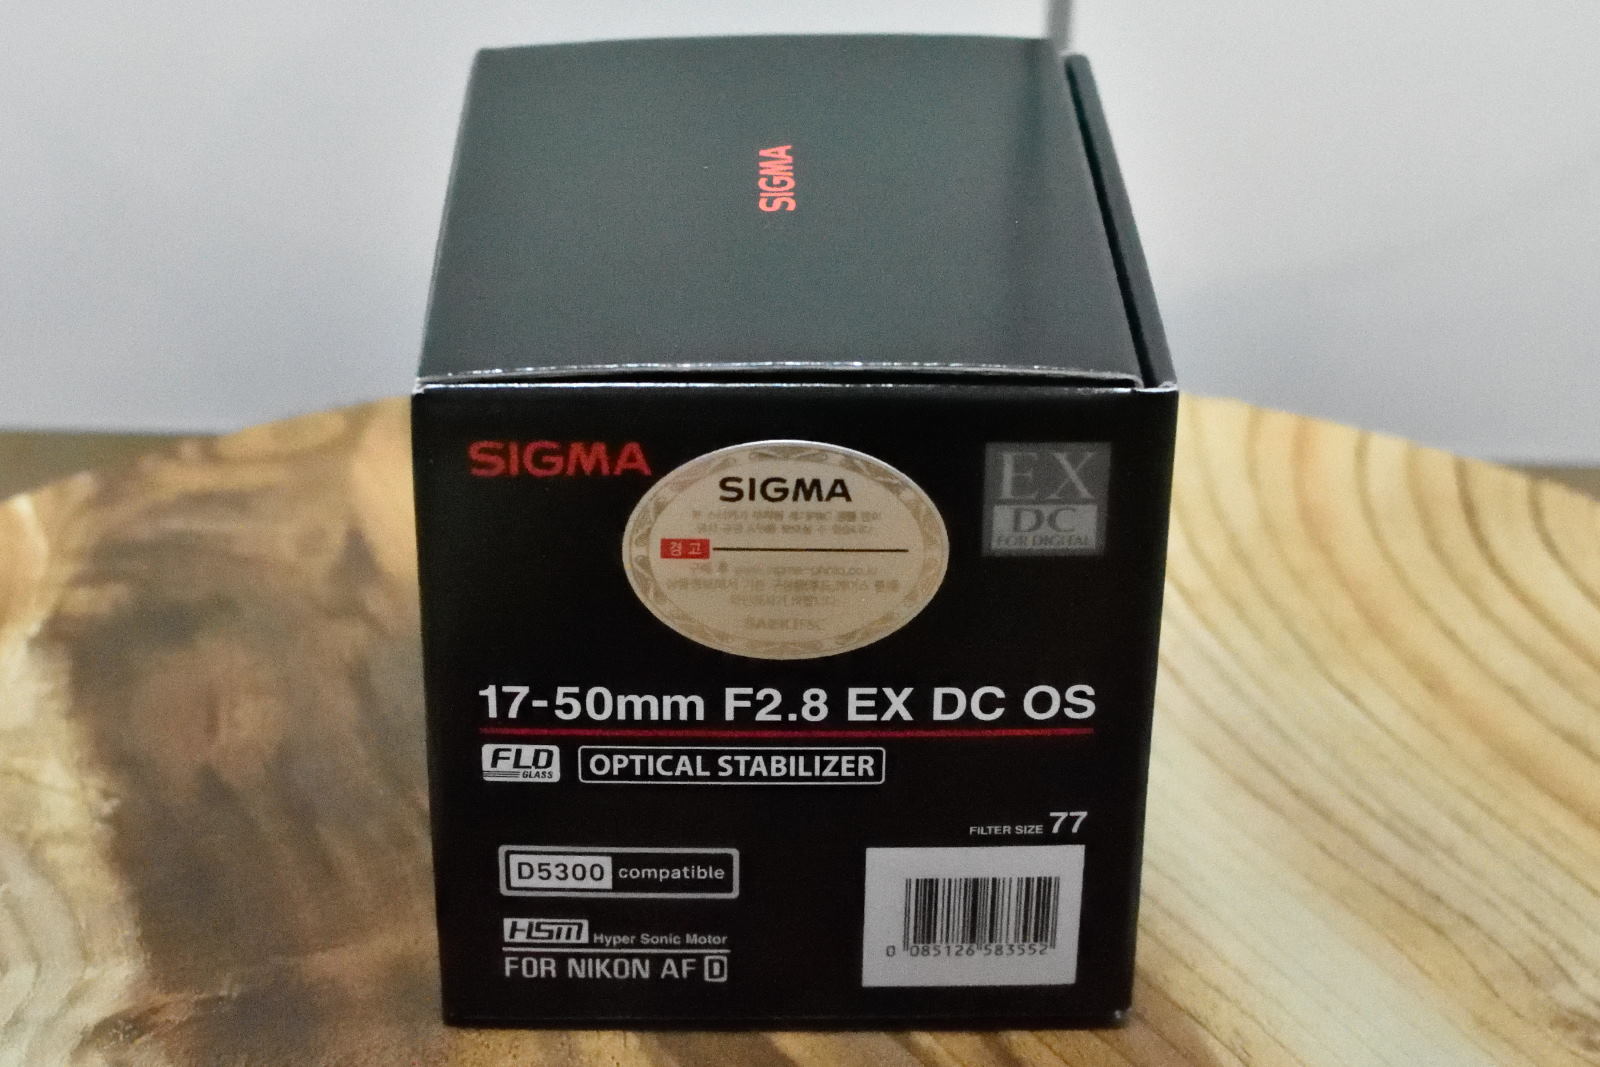 SIGMA
SIGMA
SIGMA
경고
EX
DC
FOR DIGITAL
17-50mm F2.8 EX DC OS
FLD GLASS OPTICAL STABILIZER
FILTER SIZE 77
D5300 compatible
HSM Hyper Sonic Motor
FOR NIKON AF D
0 085126 583552